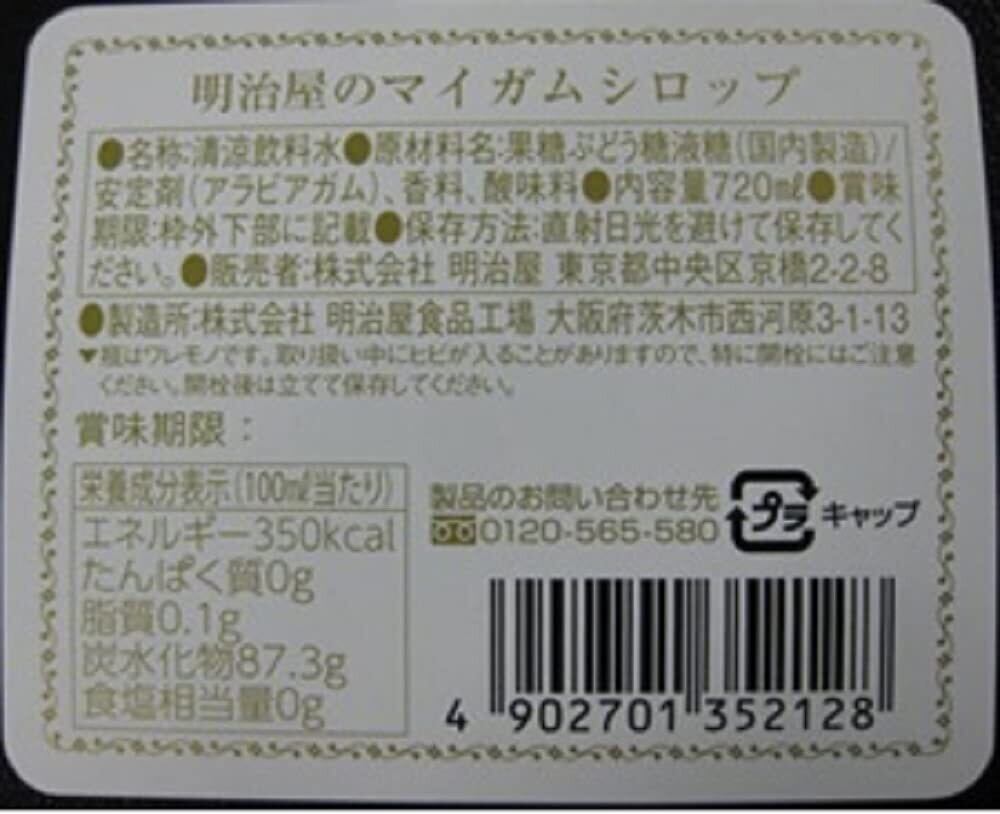 明治屋のマイガムシロップ
●名称:清涼飲料水●原材料名:果糖ぶどう糖液糖(国内製造)/
安定剤(アラビアガム)、香料、酸味料●内容量720㎖●賞味
期限:枠外下部に記載●保存方法:直射日光を避けて保存してく
ださい。●販売者:株式会社 明治屋 東京都中央区京橋2-2-8
●製造所:株式会社 明治屋食品工場 大阪府茨木市西河原3-1-13
▼瓶はワレモノです。取り扱い中にヒビが入ることがありますので、特に開栓にはご注意
ください。開栓後は立てて保存してください。
賞味期限:
栄養成分表示(100㎖当たり)
エネルギー350kcal
たんぱく質0g
脂質0.1g
炭水化物87.3g
食塩相当量0g
製品のお問い合わせ先
0120-565-580
プラ キャップ
4 902701 352128